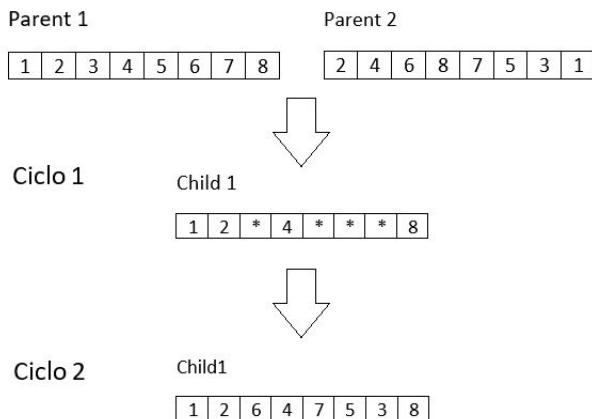 Parent 1
Parent 2
1 2 3 4 5 6 7 8
2 4 6 8 7 5 3 1
Ciclo 1
Child 1
1 2 * 4 * * * 8
Ciclo 2
Child1
1 2 6 4 7 5 3 8